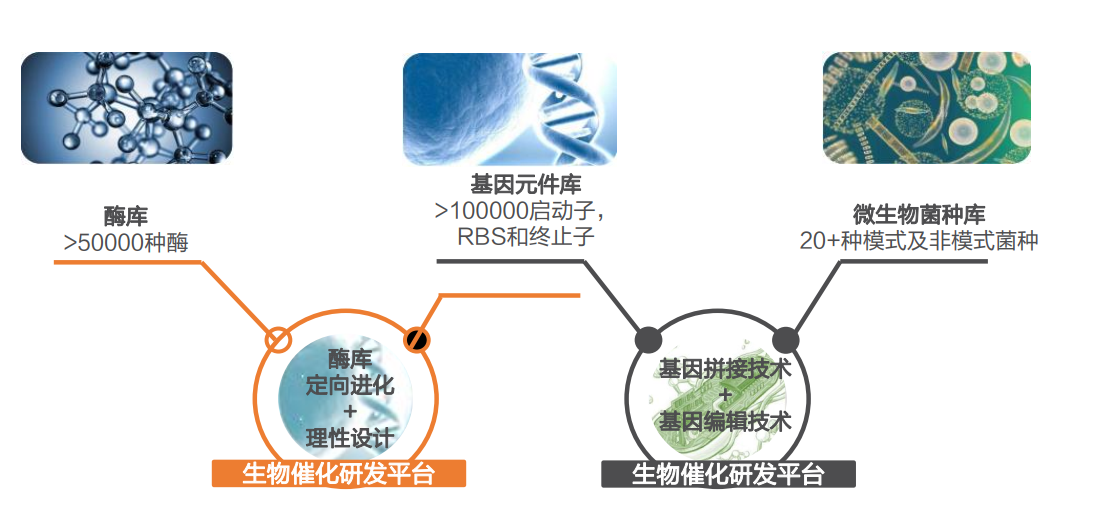 酶库
>50000种酶
基因元件库
>100000启动子，
RBS和终止子
微生物菌种库
20+种模式及非模式菌种
酶库
定向进化
+
理性设计
生物催化研发平台
基因拼接技术
+
基因编辑技术
生物催化研发平台